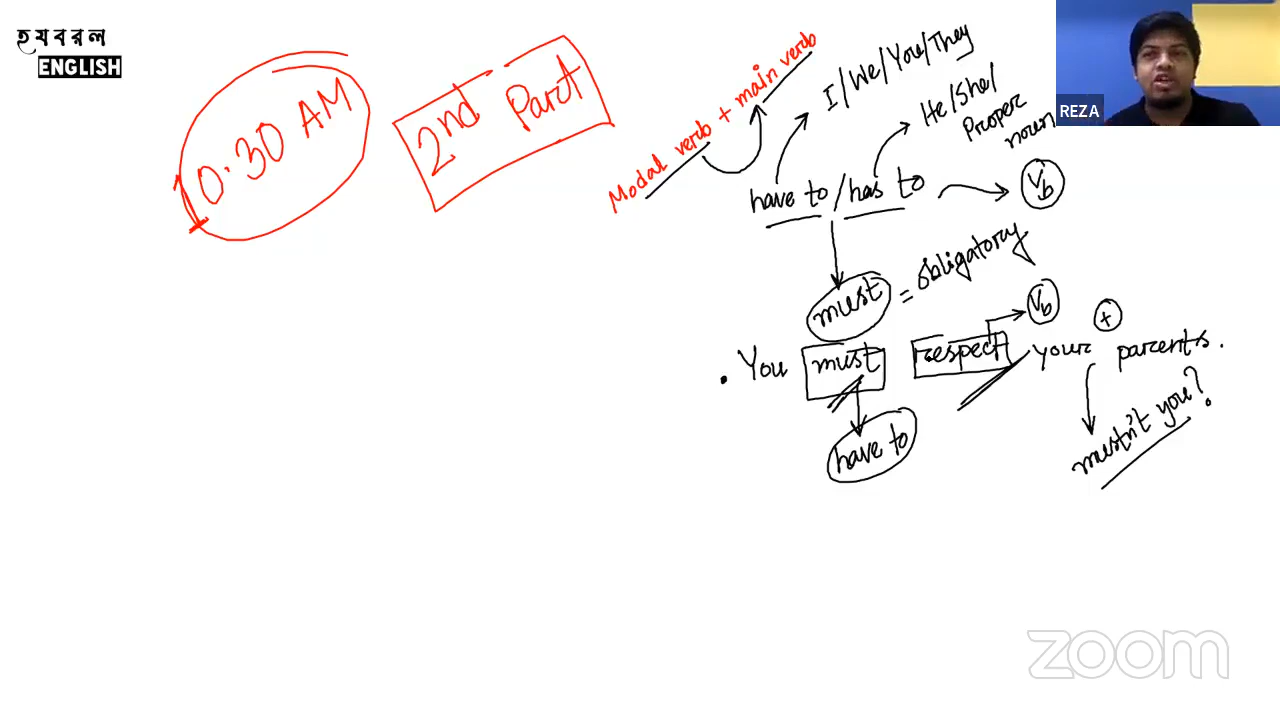 হযবরল
ENGLISH
10.30 AM
2nd Part
Modal verb + main verb
I/We/You/They
He/She/
Proper
noun
REZA
have to / has to
Vb
must = obligatory
Vb
+
. You must respect your parents.
have to
mustn't you?
zoom